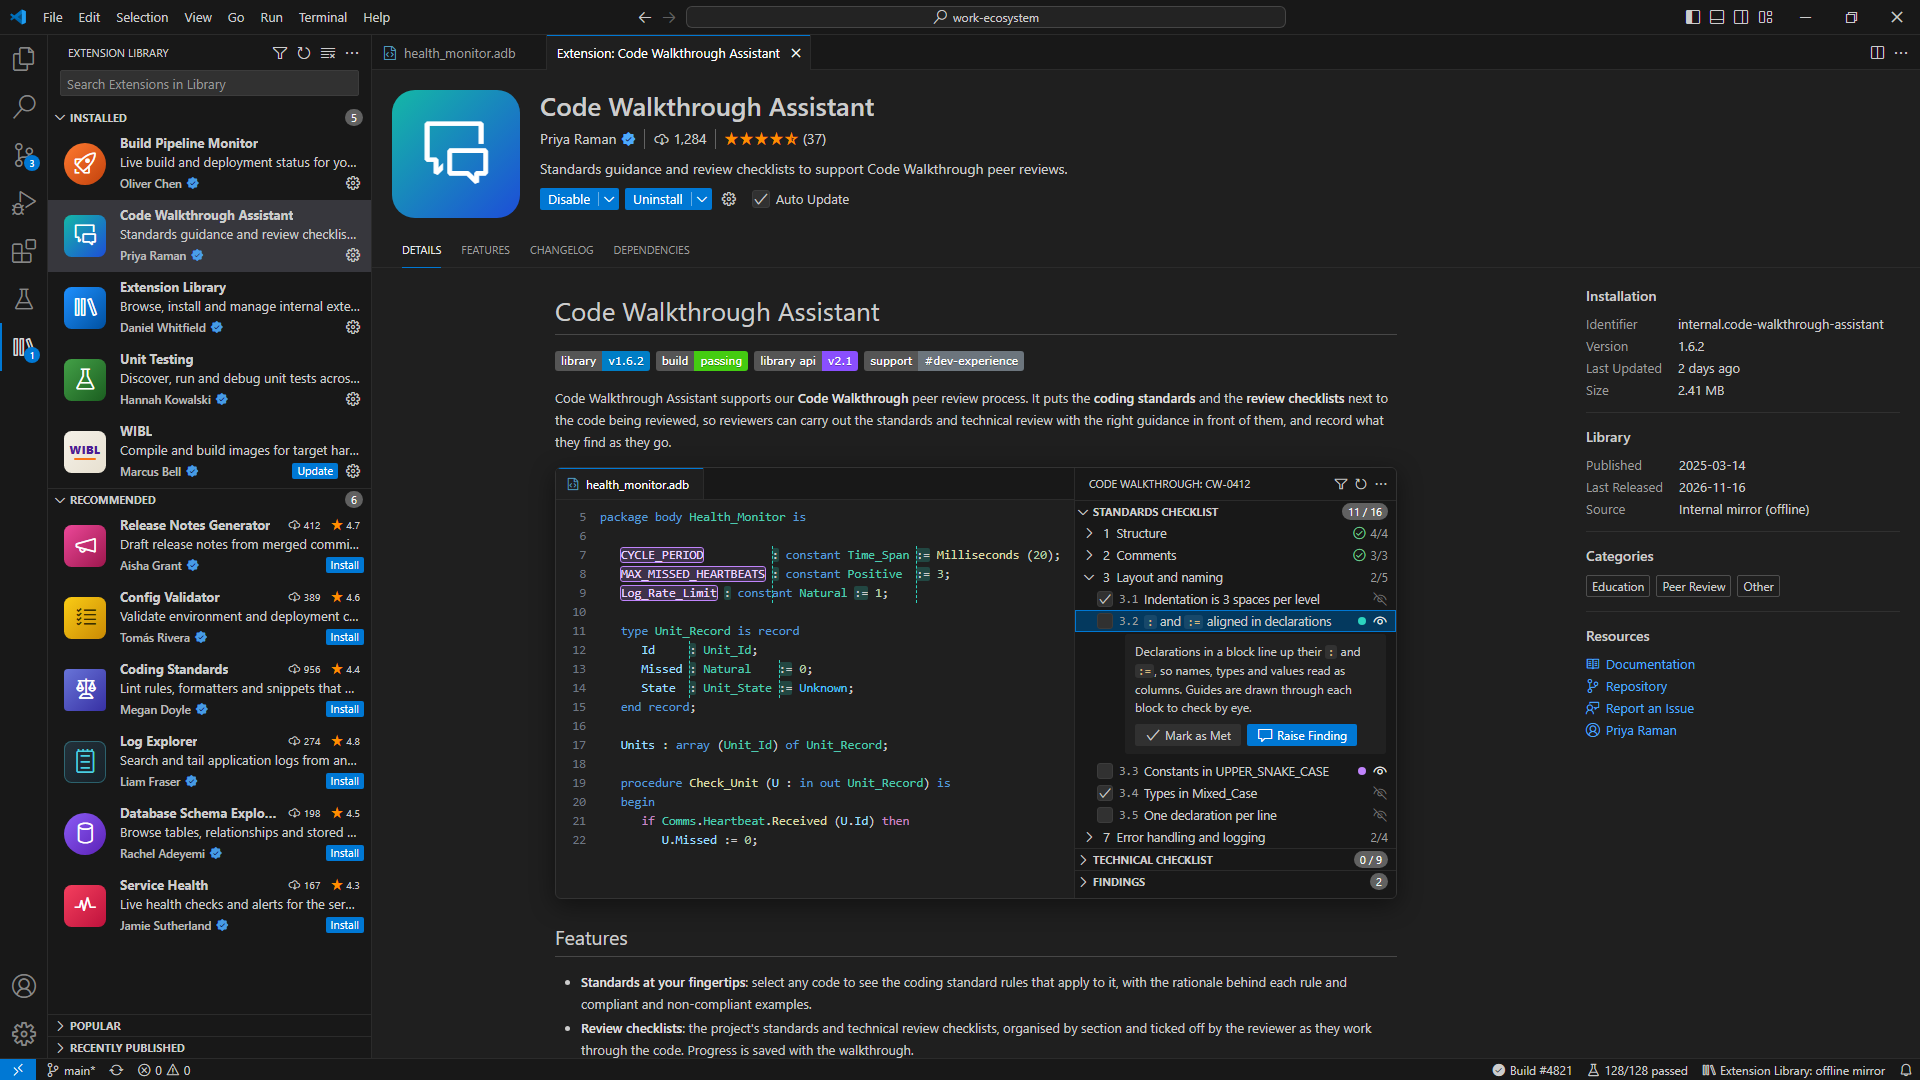 File Edit Selection View Go Run Terminal Help
work-ecosystem
EXTENSION LIBRARY
Search Extensions in Library
INSTALLED 5
Build Pipeline Monitor
Live build and deployment status for yo...
Oliver Chen
Code Walkthrough Assistant
Standards guidance and review checklis...
Priya Raman
Extension Library
Browse, install and manage internal exte...
Daniel Whitfield
Unit Testing
Discover, run and debug unit tests acros...
Hannah Kowalski
WIBL
WIBL
Compile and build images for target har...
Marcus Bell Update
RECOMMENDED 6
Release Notes Generator 412 4.7
Draft release notes from merged commi...
Aisha Grant Install
Config Validator 389 4.6
Validate environment and deployment c...
Tomás Rivera Install
Coding Standards 956 4.4
Lint rules, formatters and snippets that ...
Megan Doyle Install
Log Explorer 274 4.8
Search and tail application logs from an...
Liam Fraser Install
Database Schema Explo... 198 4.5
Browse tables, relationships and stored ...
Rachel Adeyemi Install
Service Health 167 4.3
Live health checks and alerts for the ser...
Jamie Sutherland Install
POPULAR
RECENTLY PUBLISHED
3
1
health_monitor.adb
Extension: Code Walkthrough Assistant
Code Walkthrough Assistant
Priya Raman 1,284 (37)
Standards guidance and review checklists to support Code Walkthrough peer reviews.
Disable Uninstall Auto Update
DETAILS FEATURES CHANGELOG DEPENDENCIES
Code Walkthrough Assistant
library v1.6.2 build passing library api v2.1 support #dev-experience
Code Walkthrough Assistant supports our Code Walkthrough peer review process. It puts the coding standards and the review checklists next to
the code being reviewed, so reviewers can carry out the standards and technical review with the right guidance in front of them, and record what
they find as they go.
health_monitor.adb
5 package body Health_Monitor is
6
7 CYCLE_PERIOD : constant Time_Span := Milliseconds (20);
8 MAX_MISSED_HEARTBEATS : constant Positive := 3;
9 Log_Rate_Limit : constant Natural := 1;
10
11 type Unit_Record is record
12 Id : Unit_Id;
13 Missed : Natural := 0;
14 State : Unit_State := Unknown;
15 end record;
16
17 Units : array (Unit_Id) of Unit_Record;
18
19 procedure Check_Unit (U : in out Unit_Record) is
20 begin
21 if Comms.Heartbeat.Received (U.Id) then
22 U.Missed := 0;
CODE WALKTHROUGH: CW-0412
STANDARDS CHECKLIST 11 / 16
1 Structure 4/4
2 Comments 3/3
3 Layout and naming 2/5
3.1 Indentation is 3 spaces per level
3.2 : and := aligned in declarations
Declarations in a block line up their : and
:=, so names, types and values read as
columns. Guides are drawn through each
block to check by eye.
Mark as Met Raise Finding
3.3 Constants in UPPER_SNAKE_CASE
3.4 Types in Mixed_Case
3.5 One declaration per line
7 Error handling and logging 2/4
TECHNICAL CHECKLIST 0 / 9
FINDINGS 2
Features
• Standards at your fingertips: select any code to see the coding standard rules that apply to it, with the rationale behind each rule and
compliant and non-compliant examples.
• Review checklists: the project's standards and technical review checklists, organised by section and ticked off by the reviewer as they work
through the code. Progress is saved with the walkthrough.
Installation
Identifier internal.code-walkthrough-assistant
Version 1.6.2
Last Updated 2 days ago
Size 2.41 MB
Library
Published 2025-03-14
Last Released 2026-11-16
Source Internal mirror (offline)
Categories
Education Peer Review Other
Resources
Documentation
Repository
Report an Issue
Priya Raman
main* 0 0
Build #4821 128/128 passed Extension Library: offline mirror